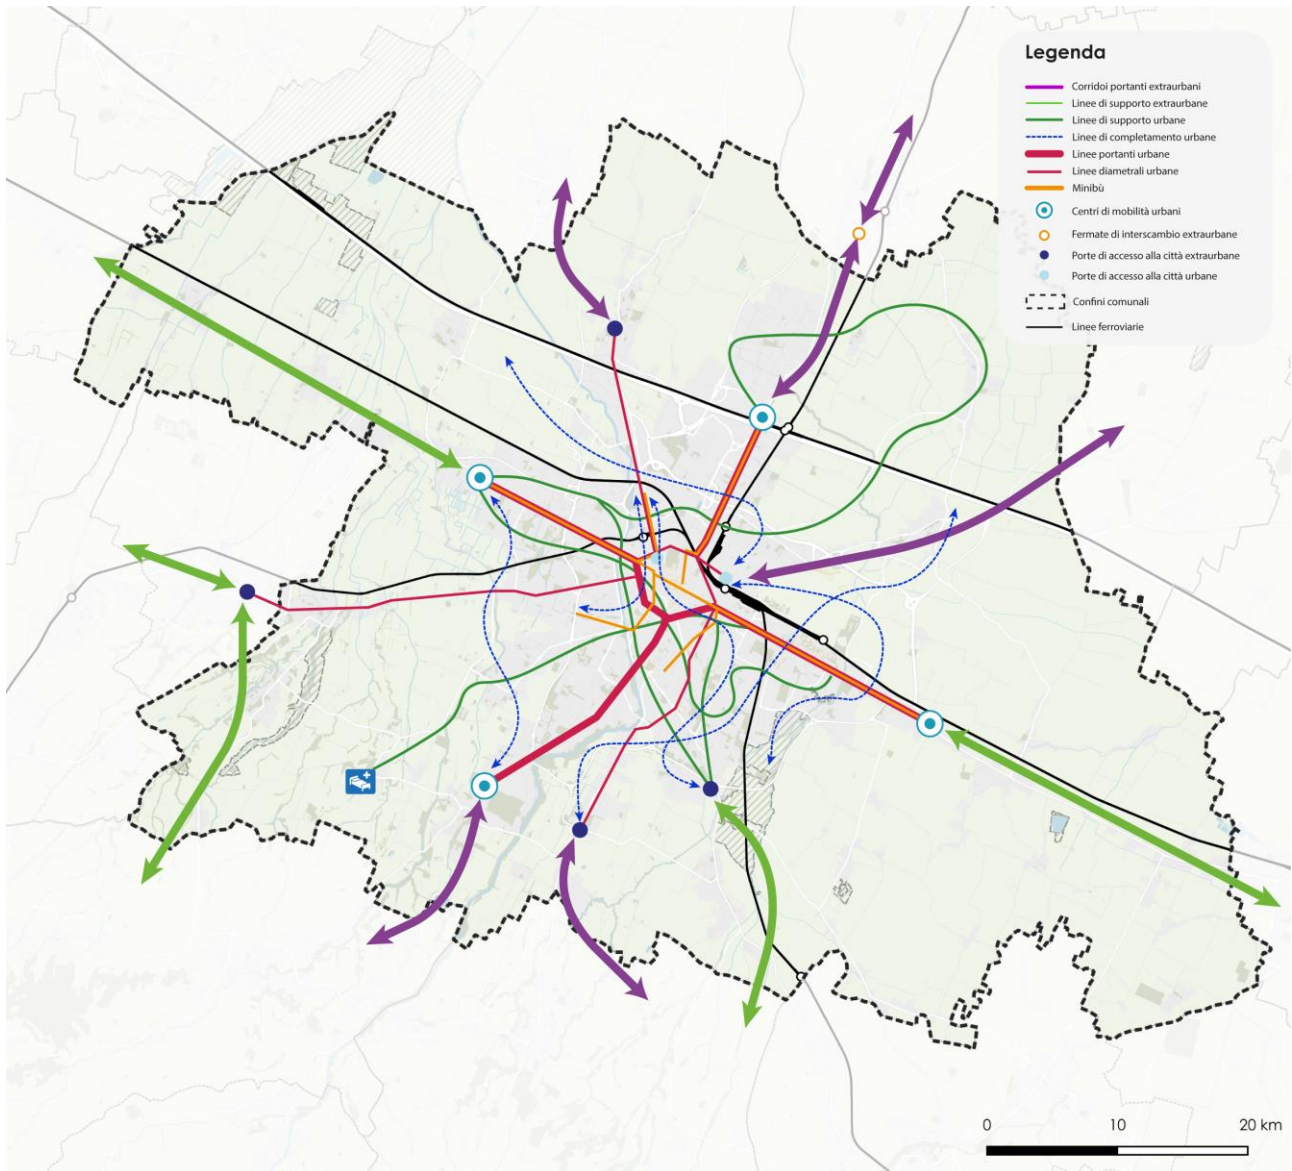 Legenda
Corridoi portanti extraurbani
Linee di supporto extraurbane
Linee di supporto urbane
Linee di completamento urbane
Linee portanti urbane
Linee diametrali urbane
Minibù
Centri di mobilità urbani
Fermate di interscambio extraurbane
Porte di accesso alla città extraurbane
Porte di accesso alla città urbane
Confini comunali
Linee ferroviarie
0 10 20 km